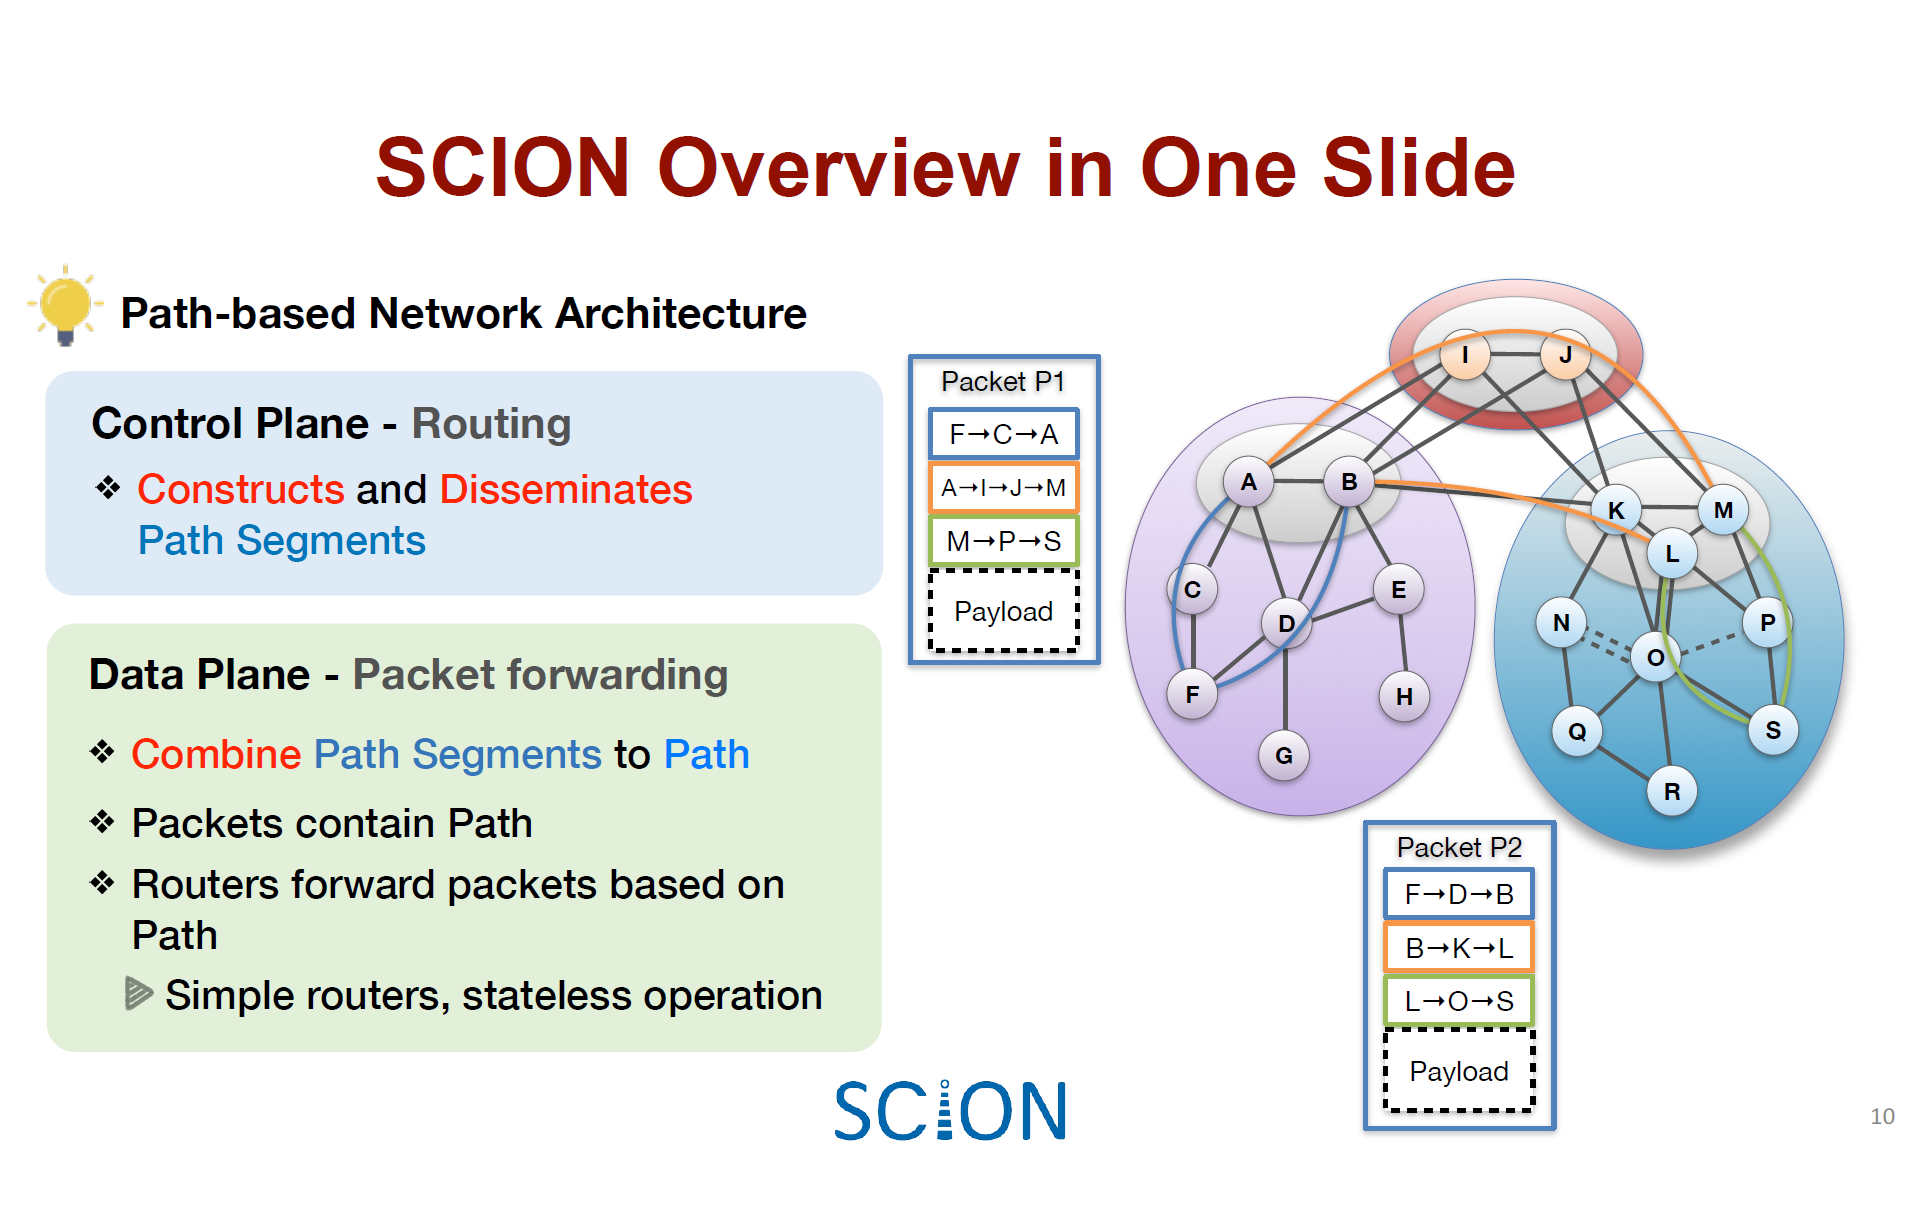 SCION Overview in One Slide
Path-based Network Architecture
Control Plane - Routing
❖ Constructs and Disseminates
Path Segments
Data Plane - Packet forwarding
❖ Combine Path Segments to Path
❖ Packets contain Path
❖ Routers forward packets based on
Path
Simple routers, stateless operation
Packet P1
F→C→A
A→I→J→M
M→P→S
Payload
I
J
A
B
K
M
L
C
E
D
N
P
O
F
H
Q
S
G
R
Packet P2
F→D→B
B→K→L
L→O→S
Payload
SCION
10